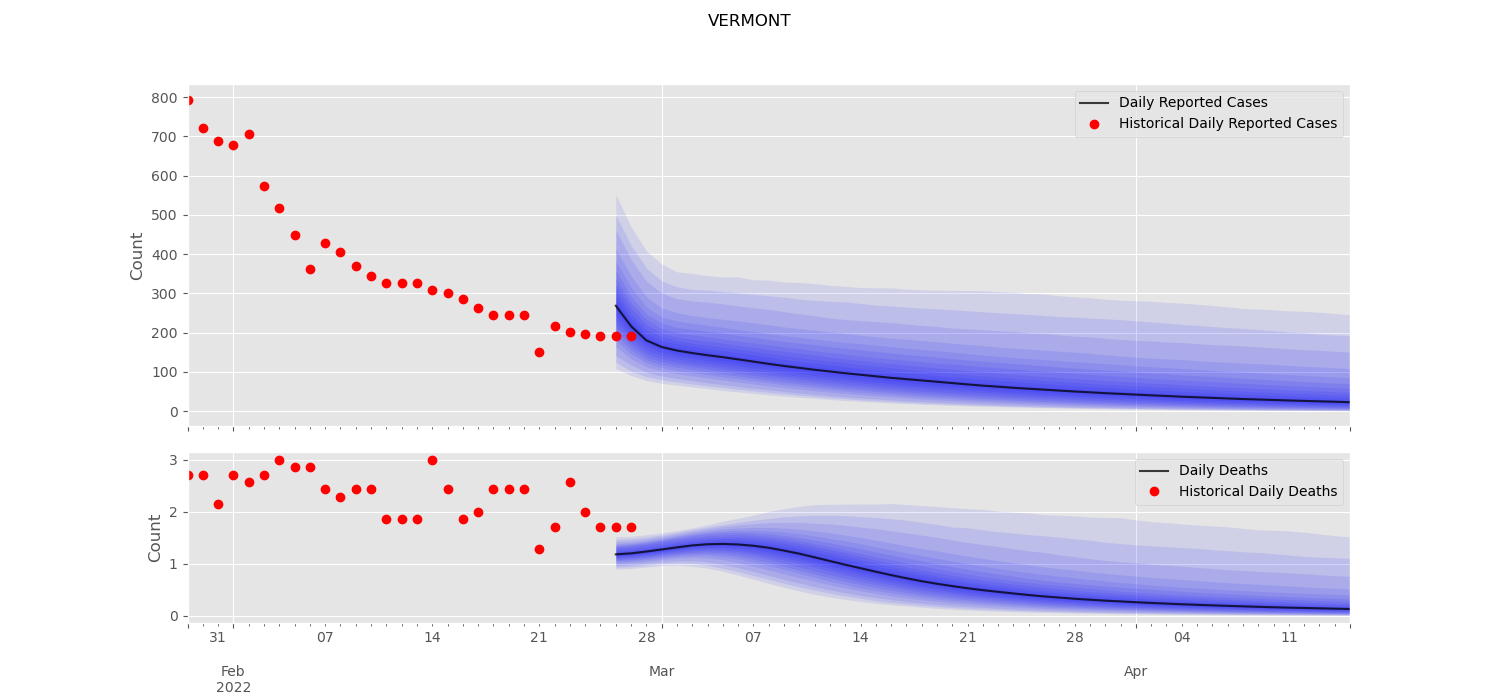 VERMONT
800
700
600
500
400
300
200
100
0
Count
Daily Reported Cases
Historical Daily Reported Cases
3
2
1
0
Count
Daily Deaths
Historical Daily Deaths
31 07 14 21 28 07 14 21 28 04 11
Feb Mar Apr
2022